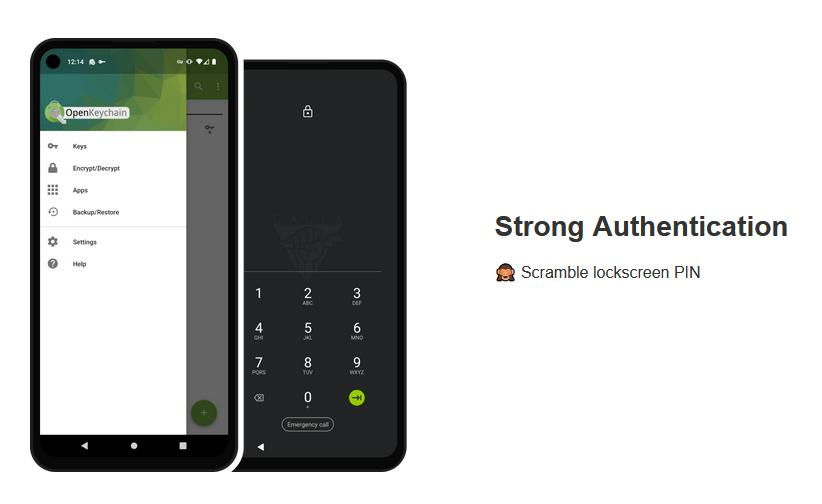 12:14
OpenKeychain
Keys
Encrypt/Decrypt
Apps
Backup/Restore
Settings
Help
1 2 3
ABC DEF
4 5 6
GHI JKL MNO
7 8 9
PQRS TUV WXYZ
0
+
Emergency call
Strong Authentication
Scramble lockscreen PIN